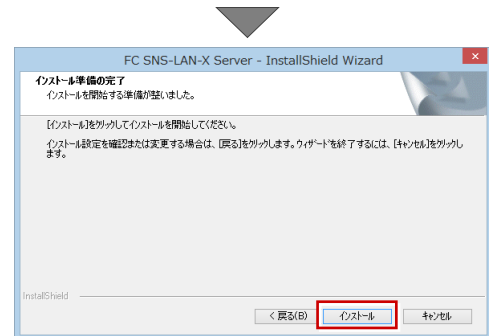 FC SNS-LAN-X Server - InstallShield Wizard
インストール準備の完了
インストールを開始する準備が整いました。
[インストール]をクリックしてインストールを開始してください。
インストール設定を確認または変更する場合は、[戻る]をクリックします。ウィザードを終了するには、[キャンセル]をクリックし
ます。
InstallShield
< 戻る(B)
インストール
キャンセル